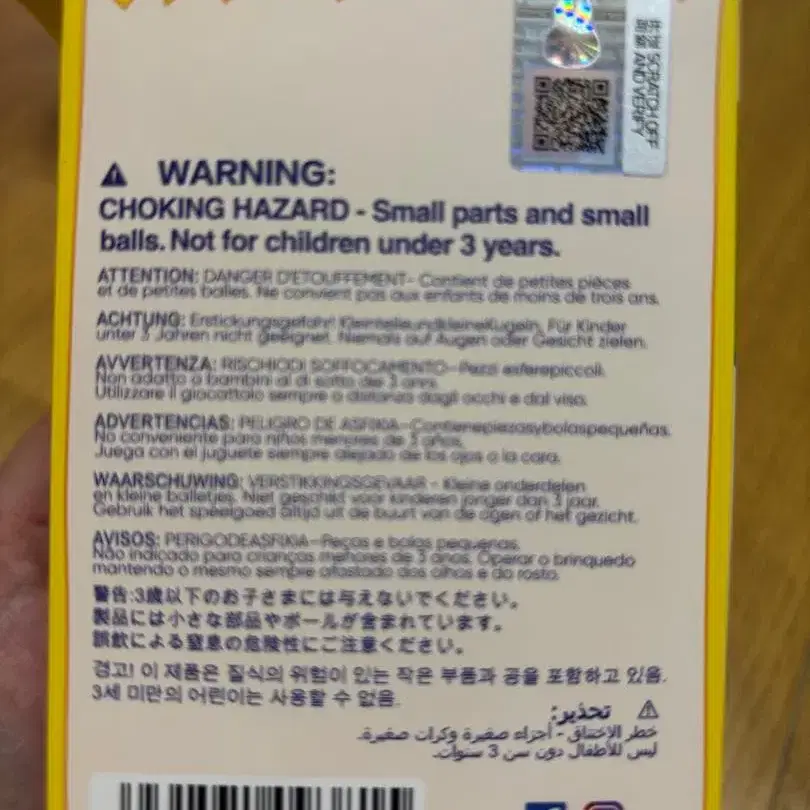 SCRATCH OFF
AND VERIFY
WARNING:
CHOKING HAZARD - Small parts and small
balls. Not for children under 3 years.
ATTENTION: DANGER D'ETOUFFEMENT- Contient de petites pièces
et de petites balles. Ne convient pas aux enfants de moins de trois ans.
ACHTUNG: Erstickungsgefahr! KleinteileundkleineKugeln, Für Kinder
unter 3 Jahren nicht geeignet. Niemals auf Augen oder Gesicht zielen.
AVVERTENZA: RISCHIODI SOFFOCAMENTO-Pezzi esferepiccoli.
Non adatto a bambini al di sotto dei 3 anni.
Utilizzare il giocattolo sempre a distanza dagli occhi e dal viso.
ADVERTENCIAS: PELIGRO DE ASFIXIA-Contienepiezasybolaspequeñas.
No conveniente para niños menores de 3 años.
Juega con el juguete siempre alejado de los ojos o la cara.
WAARSCHUWING: VERSTIKKINGSGEVAAR - Kleine onderdelen
en kleine balletjes. Niet geschikt voor kinderen jonger dan 3 jaar.
Gebruik het speelgoed altijd uit de buurt van de ogen of het gezicht.
AVISOS: PERIGODEASFIXIA-Peças e bolas pequenas.
Não indicado para crianças menores de 3 anos. Operar o brinquedo
mantendo o mesmo sempre afastado dos olhos e do rosto.
警告:3歳以下のお子さまには与えないでください。
製品には小さな部品やボールが含まれています。
誤飲による窒息の危険性にご注意ください。
경고! 이 제품은 질식의 위험이 있는 작은 부품과 공을 포함하고 있음.
3세 미만의 어린이는 사용할 수 없음.
تحذير:
خطر الإختناق - أجزاء صغيرة وكرات صغيرة.
ليس للأطفال دون سن 3 سنوات.